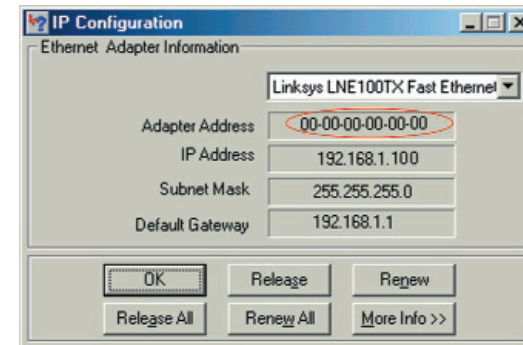 IP Configuration
Ethernet Adapter Information
Linksys LNE100TX Fast Ethernet
Adapter Address 00-00-00-00-00-00
IP Address 192.168.1.100
Subnet Mask 255.255.255.0
Default Gateway 192.168.1.1
OK Release Renew
Release All Renew All More Info >>